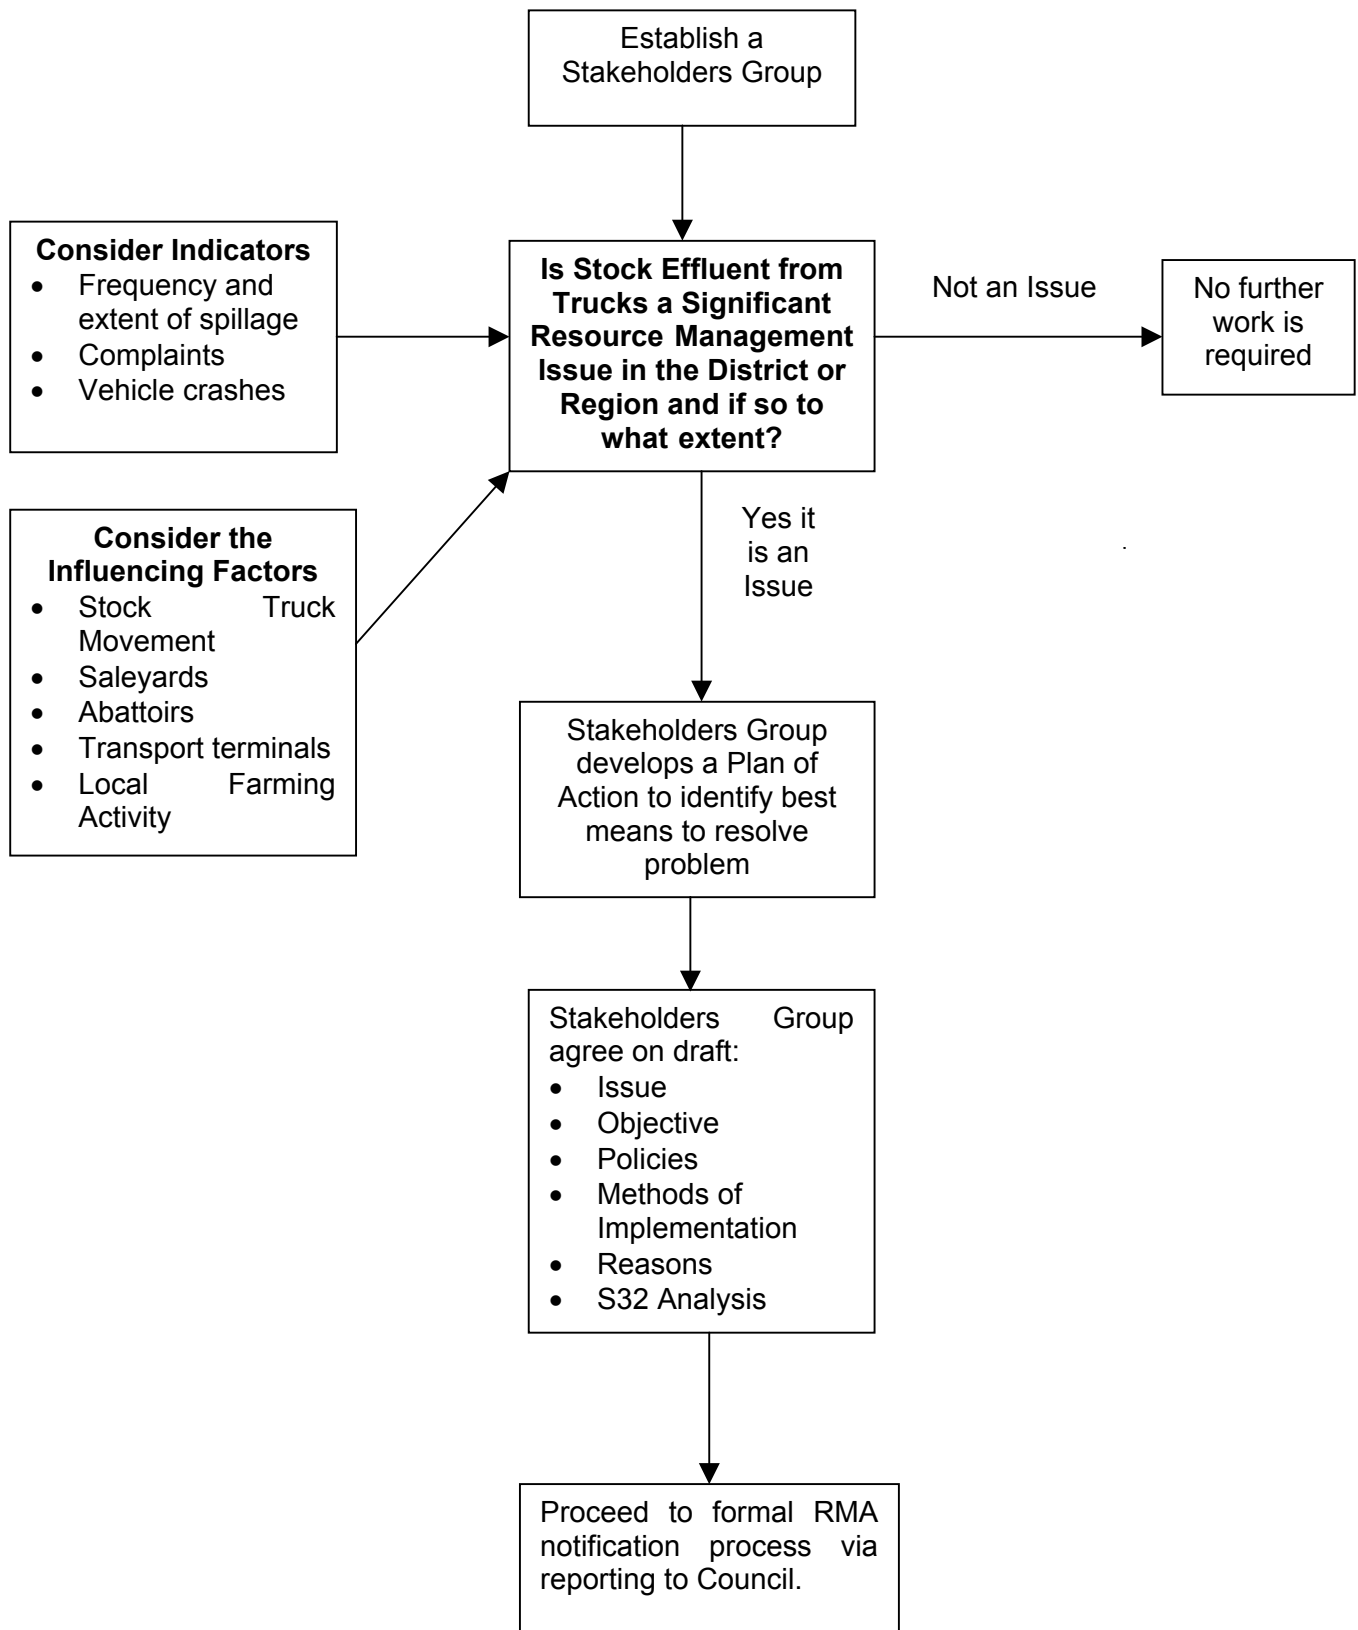 Establish a
Stakeholders Group
Consider Indicators
• Frequency and
extent of spillage
• Complaints
• Vehicle crashes
Is Stock Effluent from
Trucks a Significant
Resource Management
Issue in the District or
Region and if so to
what extent?
Not an Issue
No further
work is
required
Consider the
Influencing Factors
• Stock Truck
Movement
• Saleyards
• Abattoirs
• Transport terminals
• Local Farming
Activity
Yes it
is an
Issue
Stakeholders Group
develops a Plan of
Action to identify best
means to resolve
problem
Stakeholders Group
agree on draft:
• Issue
• Objective
• Policies
• Methods of
Implementation
• Reasons
• S32 Analysis
Proceed to formal RMA
notification process via
reporting to Council.